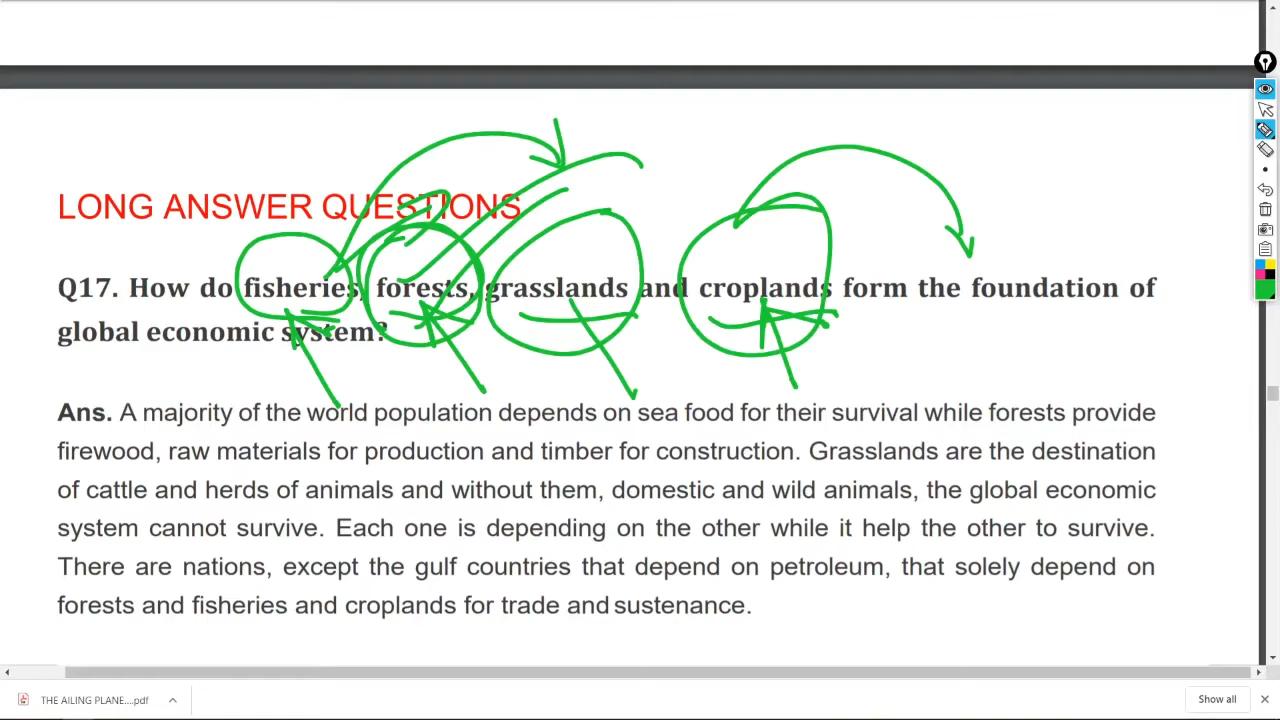 LONG ANSWER QUESTIONS
Q17. How do fisheries, forests, grasslands and croplands form the foundation of
global economic system?
Ans. A majority of the world population depends on sea food for their survival while forests provide
firewood, raw materials for production and timber for construction. Grasslands are the destination
of cattle and herds of animals and without them, domestic and wild animals, the global economic
system cannot survive. Each one is depending on the other while it help the other to survive.
There are nations, except the gulf countries that depend on petroleum, that solely depend on
forests and fisheries and croplands for trade and sustenance.
THE AILING PLANE....pdf
Show all